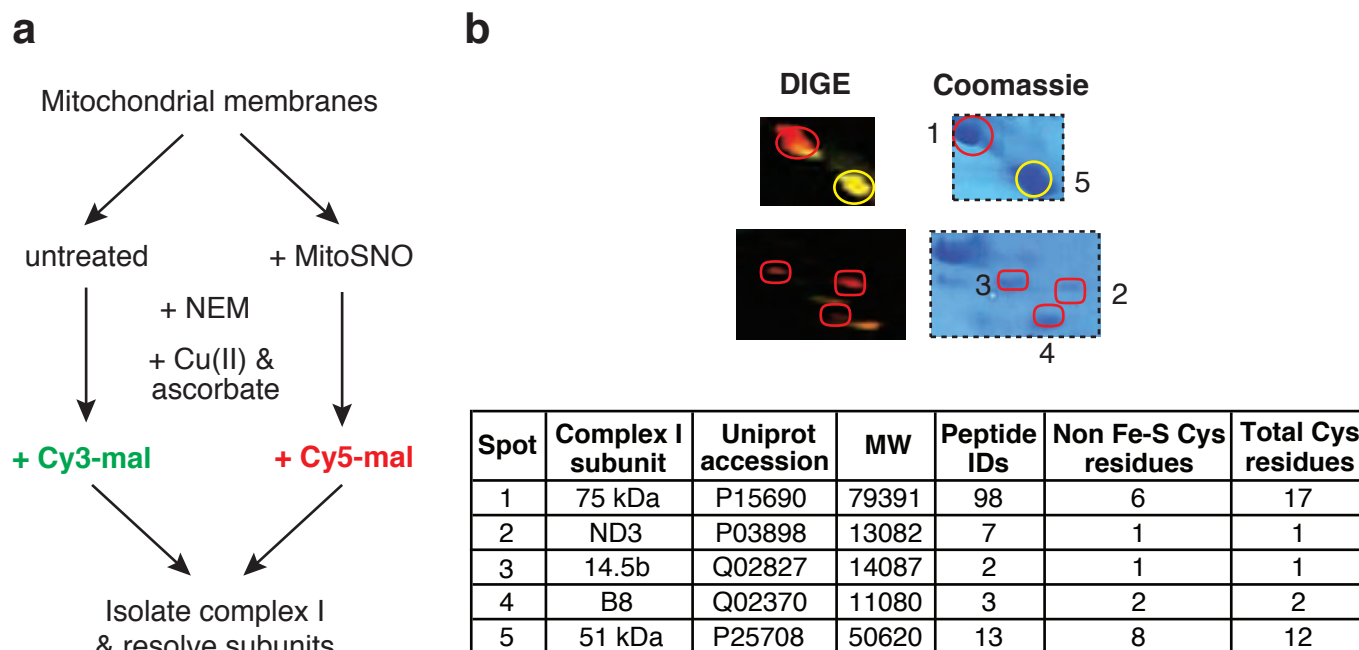 a
Mitochondrial membranes
untreated
+ MitoSNO
+ NEM
+ Cu(II) &
ascorbate
+ Cy3-mal
+ Cy5-mal
Isolate complex I
& resolve subunits
b
DIGE
Coomassie
1
5
3
2
4
Spot Complex I subunit Uniprot accession MW Peptide IDs Non Fe-S Cys residues Total Cys residues
1 75 kDa P15690 79391 98 6 17
2 ND3 P03898 13082 7 1 1
3 14.5b Q02827 14087 2 1 1
4 B8 Q02370 11080 3 2 2
5 51 kDa P25708 50620 13 8 12